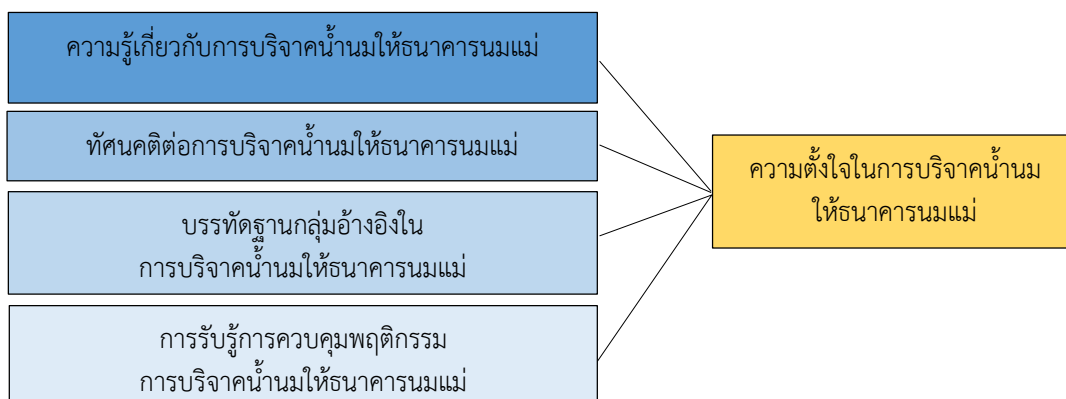 ความรู้เกี่ยวกับการบริจาคน้ำนมให้ธนาคารนมแม่
ทัศนคติต่อการบริจาคน้ำนมให้ธนาคารนมแม่
บรรทัดฐานกลุ่มอ้างอิงใน
การบริจาคน้ำนมให้ธนาคารนมแม่
การรับรู้การควบคุมพฤติกรรม
การบริจาคน้ำนมให้ธนาคารนมแม่
ความตั้งใจในการบริจาคน้ำนม
ให้ธนาคารนมแม่